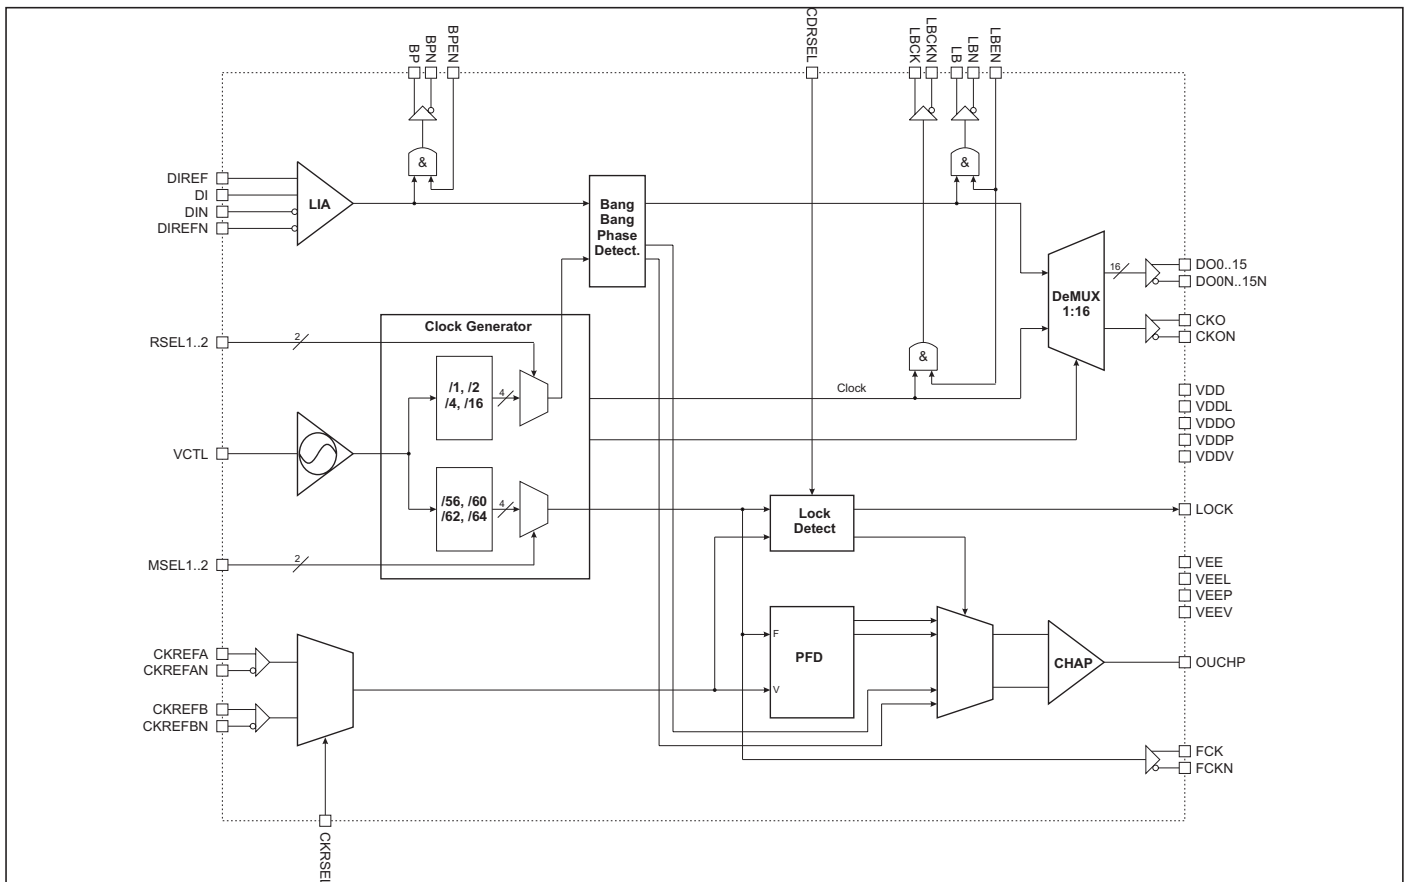 BP
BPN
BPEN
CDRSEL
LBCK
LBCKN
LB
LBN
LBEN
&
&
DIREF
DI
DIN
DIREFN
LIA
Bang
Bang
Phase
Detect.
DeMUX
1:16
16
DO0..15
DO0N..15N
CKO
CKON
Clock Generator
RSEL1..2
2
/1, /2
/4, /16
4
&
Clock
VDD
VDDL
VDDO
VDDP
VDDV
VCTL
/56, /60
/62, /64
4
Lock
Detect
LOCK
MSEL1..2
2
VEE
VEEL
VEEP
VEEV
CKREFA
CKREFAN
CKREFB
CKREFBN
F
PFD
V
CHAP
OUCHP
FCK
FCKN
CKRSEL